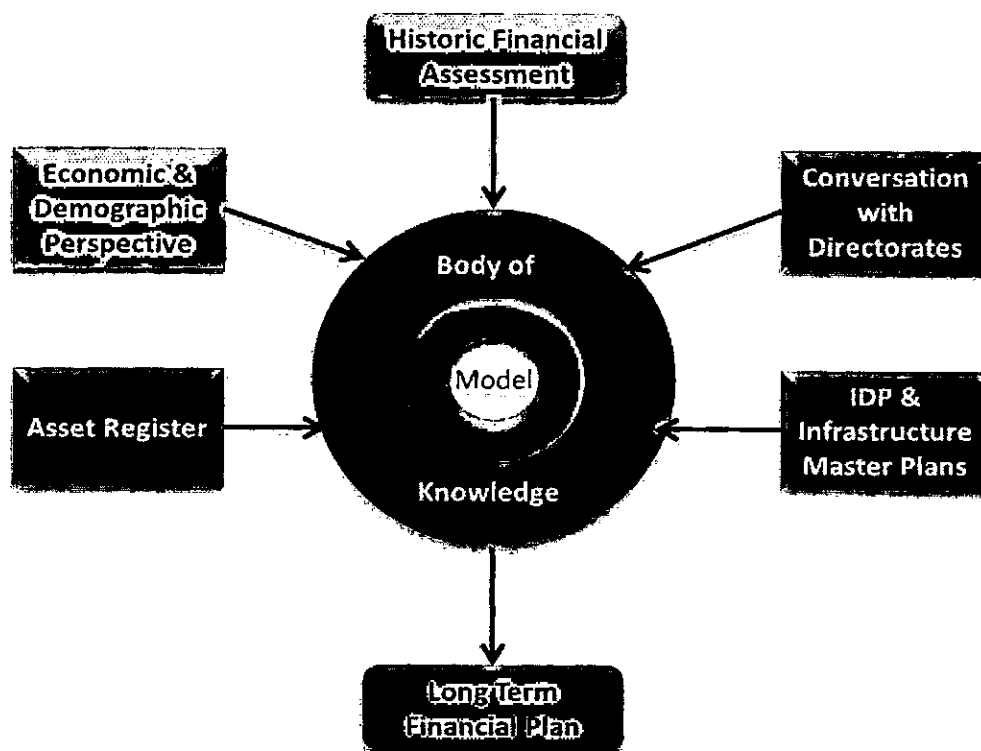 Historic Financial
Assessment
Economic &
Demographic
Perspective
Conversation
with
Directorates
Body of
Model
Knowledge
Asset Register
IDP &
Infrastructure
Master Plans
Long Term
Financial Plan